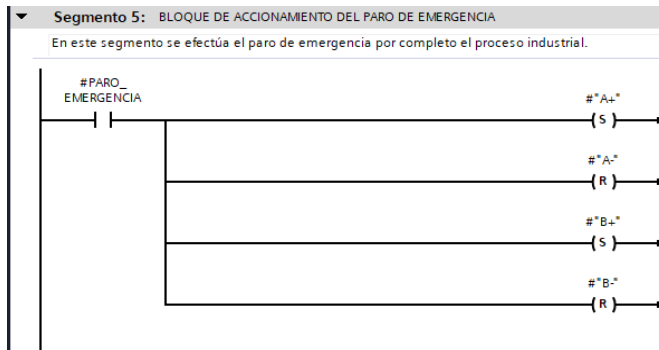 Segmento 5: BLOQUE DE ACCIONAMIENTO DEL PARO DE EMERGENCIA
En este segmento se efectúa el paro de emergencia por completo el proceso industrial.
#PARO_
EMERGENCIA
#"A+"
S
#"A-"
R
#"B+"
S
#"B-"
R